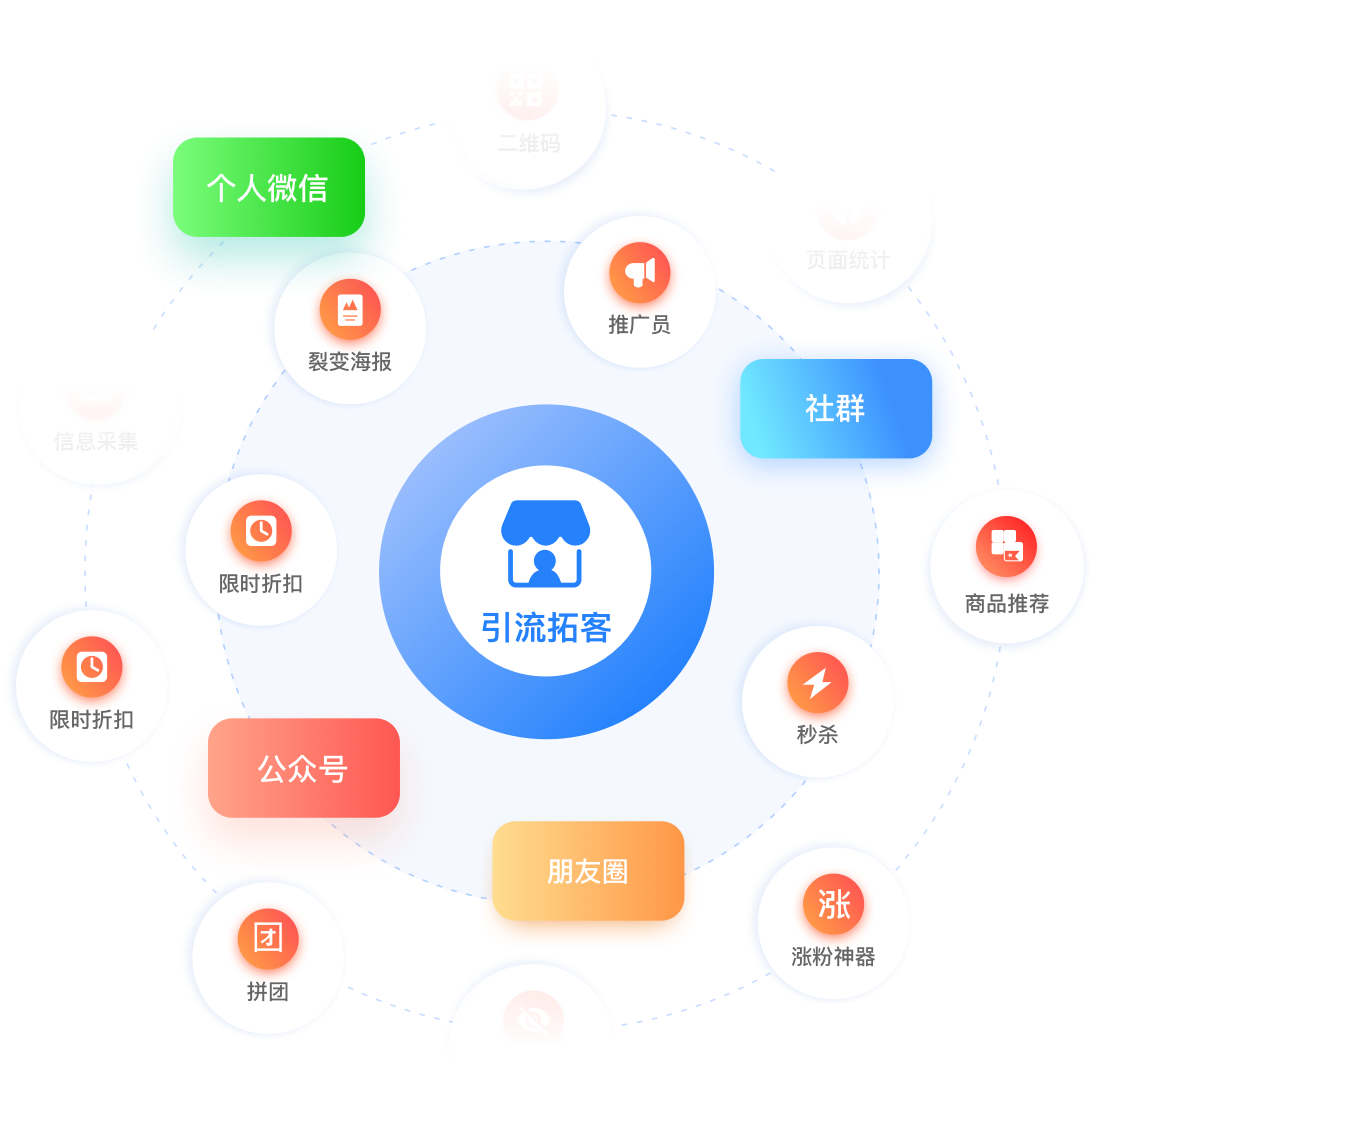 二维码
个人微信
页面统计
推广员
裂变海报
社群
信息采集
限时折扣
商品推荐
引流拓客
限时折扣
秒杀
公众号
朋友圈
涨
涨粉神器
团
拼团